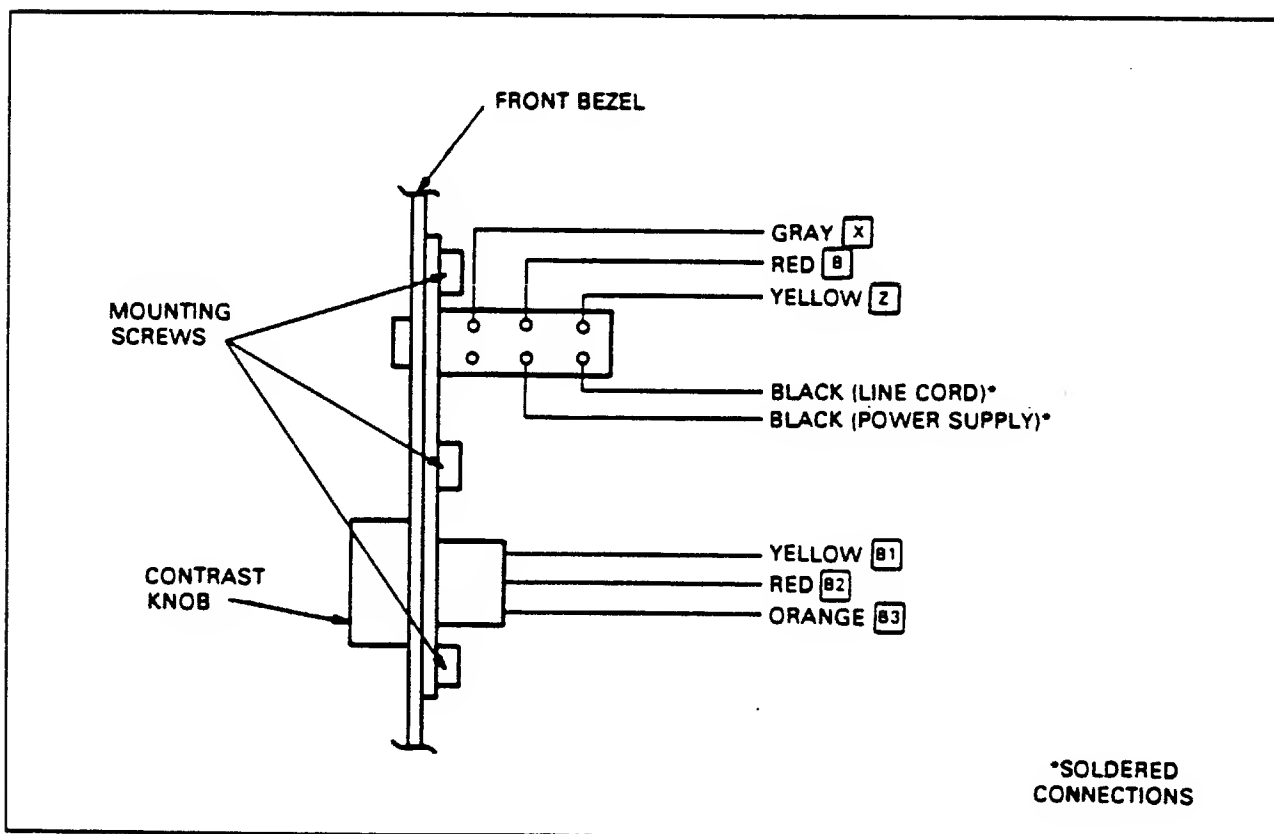 FRONT BEZEL
GRAY X
RED B
YELLOW Z
MOUNTING
SCREWS
BLACK (LINE CORD)*
BLACK (POWER SUPPLY)*
YELLOW B1
RED B2
ORANGE B3
CONTRAST
KNOB
*SOLDERED
CONNECTIONS